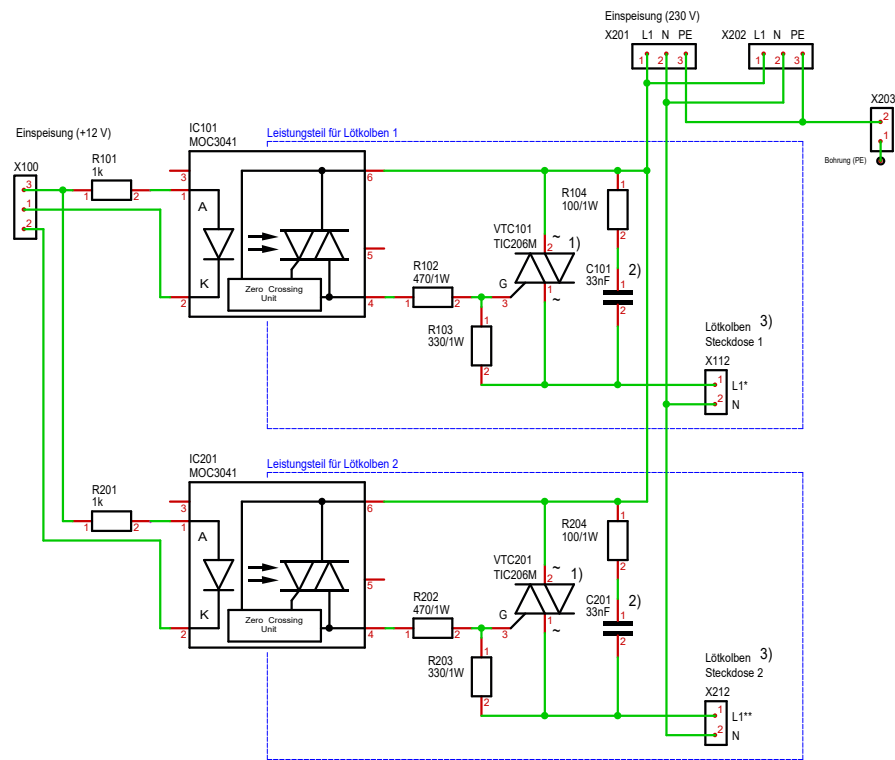 Einspeisung (230 V)
X201 L1 N PE
1 2 3
X202 L1 N PE
1 2 3
X203
2
1
Bohrung (PE)
Einspeisung (+12 V)
X100
3
1
2
R101
1k
1 2
IC101
MOC3041
Leistungsteil für Lötkolben 1
3
1
2
A
K
6
5
4
Zero Crossing
Unit
R102
470/1W
1 2
R103
330/1W
1
2
VTC101
TIC206M
~ 1)
2
G
3
1
~
R104
100/1W
1
2
C101 2)
33nF
1
2
Lötkolben 3)
Steckdose 1
X112
1 L1*
2 N
IC201
MOC3041
Leistungsteil für Lötkolben 2
R201
1k
1 2
3
1
2
A
K
6
5
4
Zero Crossing
Unit
R202
470/1W
1 2
R203
330/1W
1
2
VTC201
TIC206M
~ 1)
2
G
3
1
~
R204
100/1W
1
2
C201 2)
33nF
1
2
Lötkolben 3)
Steckdose 2
X212
1 L1**
2 N